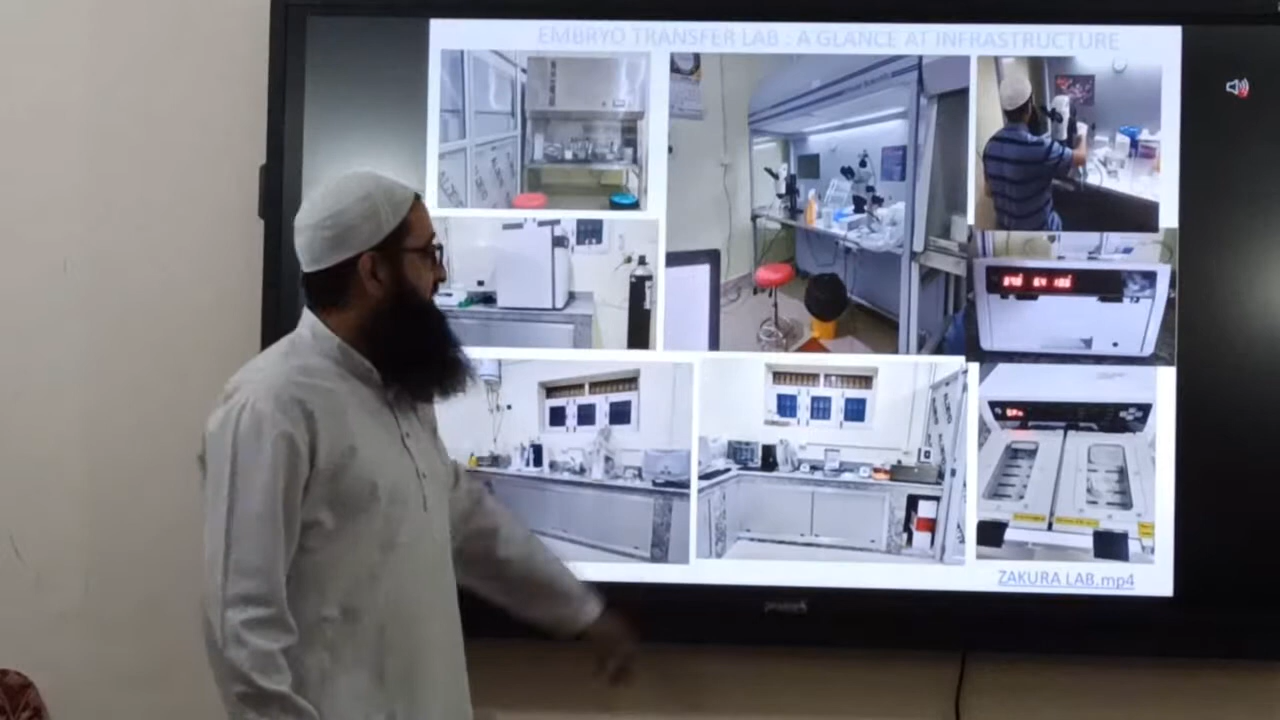 EMBRYO TRANSFER LAB : A GLANCE AT INFRASTRUCTURE
ZAKURA LAB.mp4